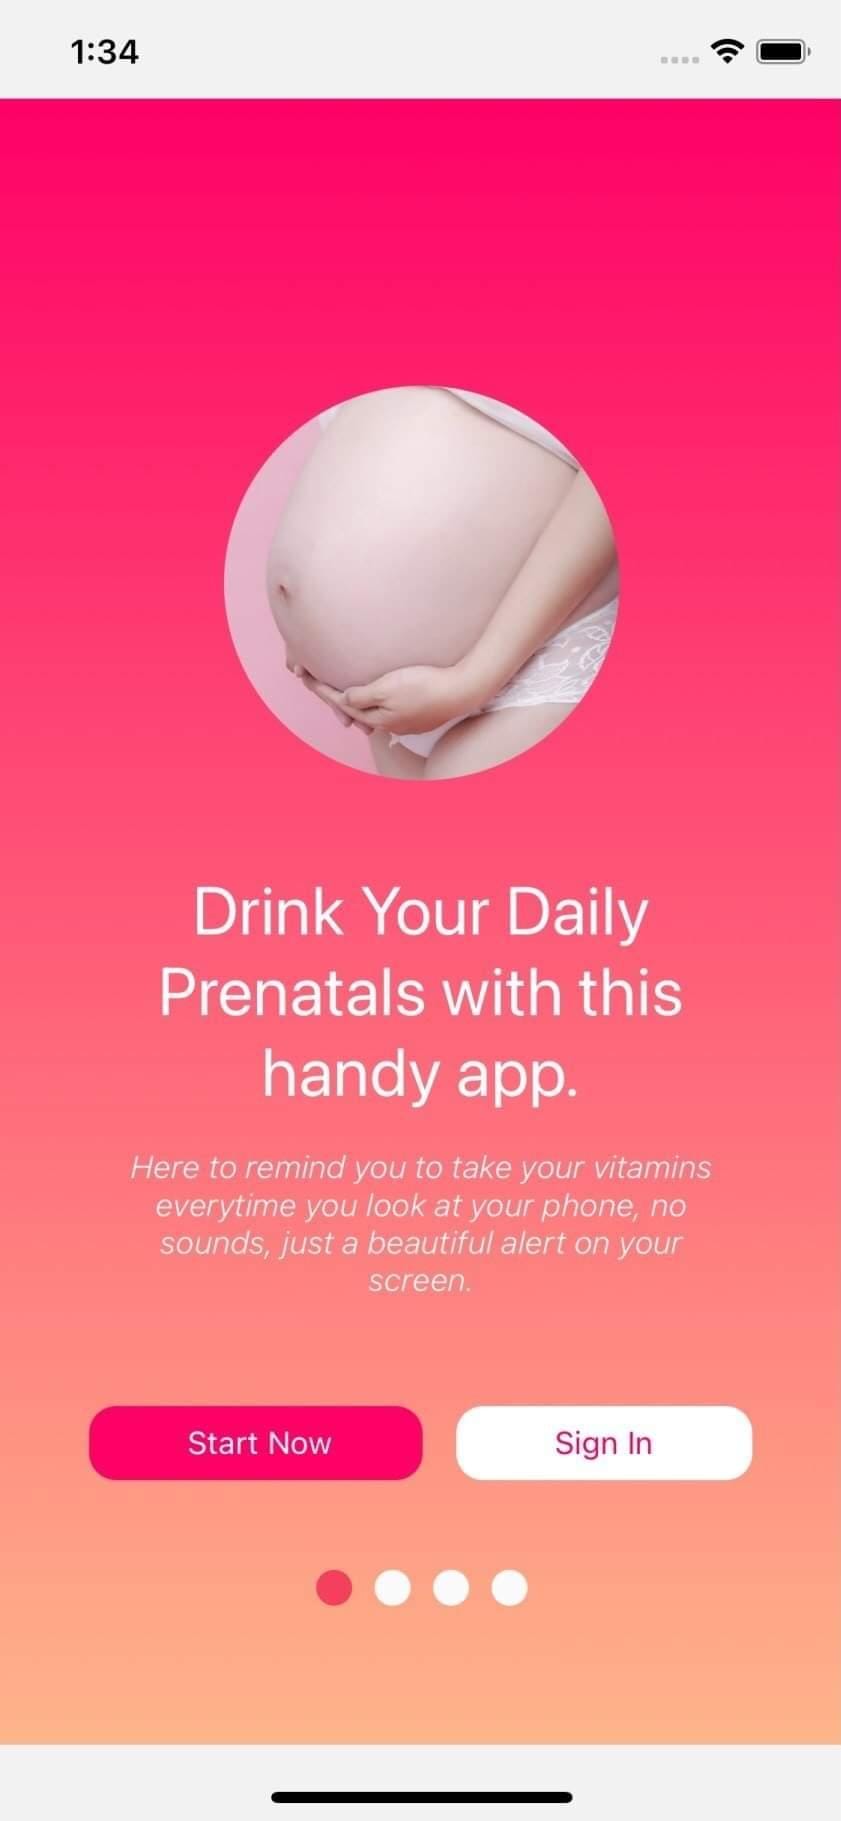 1:34
Drink Your Daily
Prenatals with this
handy app.
Here to remind you to take your vitamins
everytime you look at your phone, no
sounds, just a beautiful alert on your
screen.
Start Now
Sign In